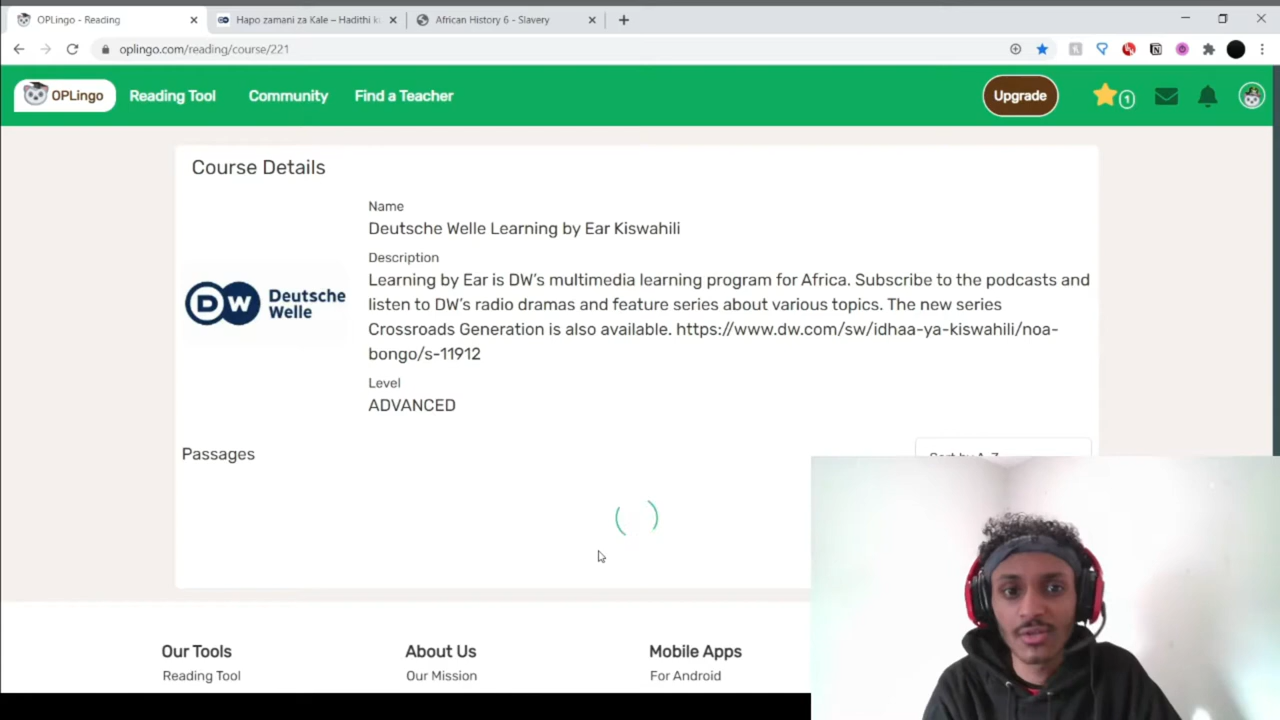 OPLingo - Reading
Hapo zamani za Kale – Hadithi k
African History 6 - Slavery
oplingo.com/reading/course/221
OPLingo
Reading Tool
Community
Find a Teacher
Upgrade
1
Course Details
Name
Deutsche Welle Learning by Ear Kiswahili
Description
Learning by Ear is DW's multimedia learning program for Africa. Subscribe to the podcasts and
listen to DW's radio dramas and feature series about various topics. The new series
Crossroads Generation is also available. https://www.dw.com/sw/idhaa-ya-kiswahili/noa-
bongo/s-11912
DW Deutsche
Welle
Level
ADVANCED
Passages
Sort by A-Z
Our Tools
About Us
Mobile Apps
Reading Tool
Our Mission
For Android